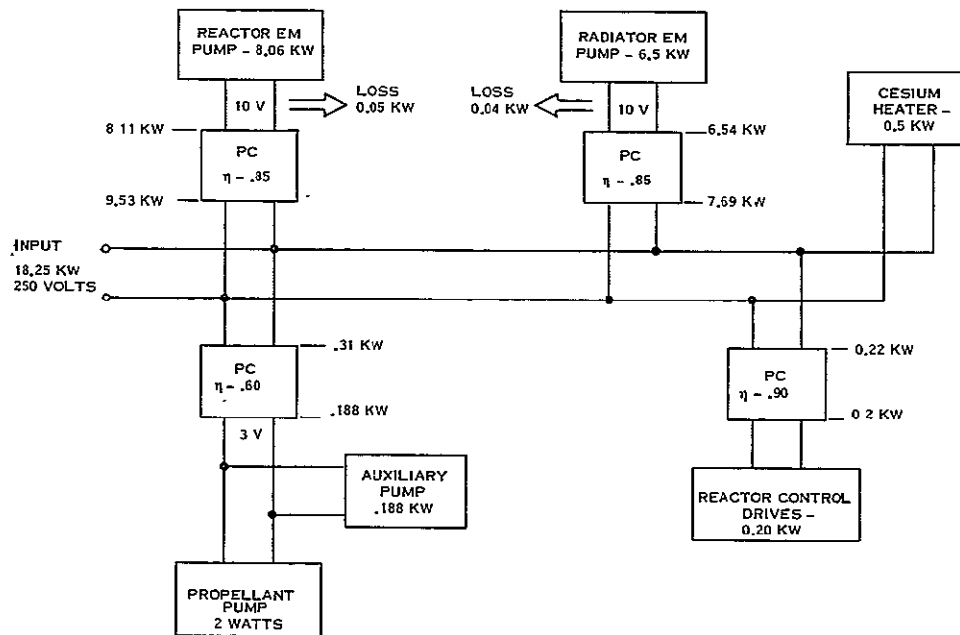 REACTOR EM
PUMP – 8.06 KW
RADIATOR EM
PUMP – 6.5 KW
CESIUM
HEATER –
0.5 KW
10 V
LOSS
0.05 KW
LOSS
0.04 KW
10 V
8 11 KW
PC
η – .85
9.53 KW
6.54 KW
PC
η – .85
7.69 KW
INPUT
18.25 KW
250 VOLTS
.31 KW
PC
η – .60
.188 KW
3 V
0.22 KW
PC
η – .90
0 2 KW
AUXILIARY
PUMP
.188 KW
REACTOR CONTROL
DRIVES –
0.20 KW
PROPELLANT
PUMP
2 WATTS